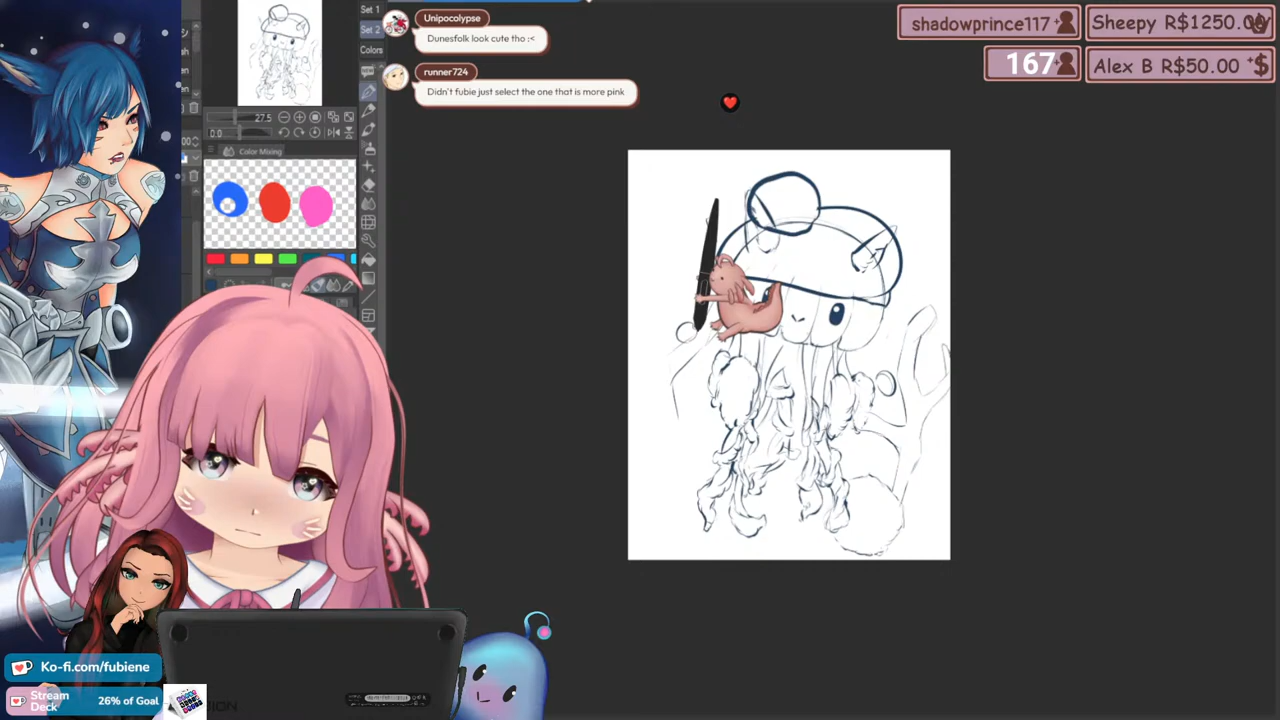 Set 1
Set 2
Colors
Unipocolypse
Dunesfolk look cute tho :<
runner724
Didn't fubie just select the one that is more pink
shadowprince117
Sheepy R$1250.00
167
Alex B R$50.00
27.5
0.0
Color Mixing
Ko-fi.com/fubiene
Stream
Deck
26% of Goal